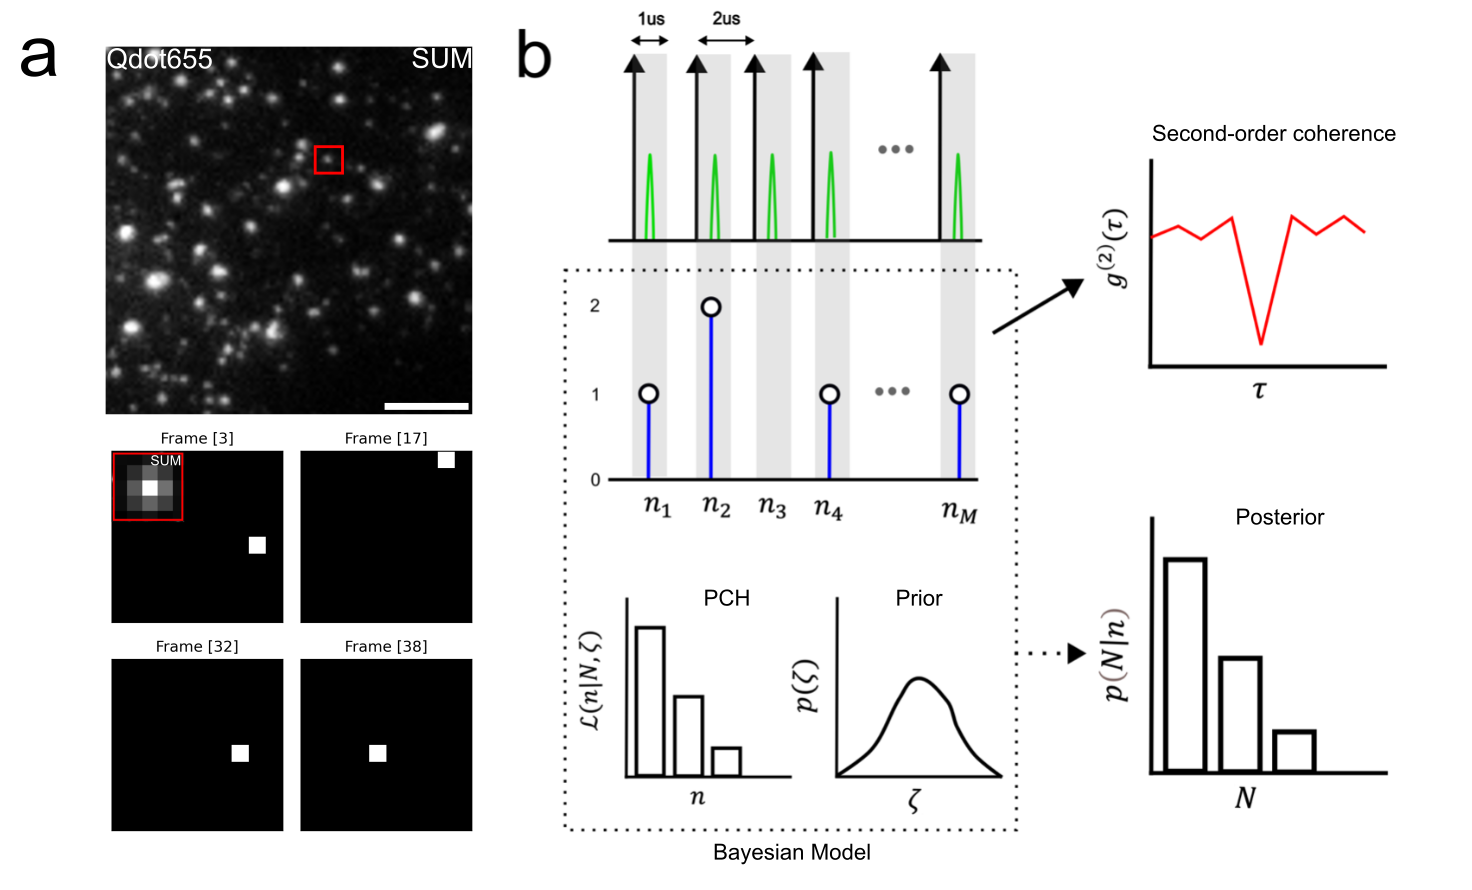 a
Qdot655 SUM
Frame [3] Frame [17]
SUM
Frame [32] Frame [38]
b
1us 2us
2
1
0
n₁ n₂ n₃ n₄ n_M
PCH
ℒ(n|N,ζ)
n
Prior
p(ζ)
ζ
Bayesian Model
Second-order coherence
g⁽²⁾(τ)
τ
Posterior
p(N|n)
N